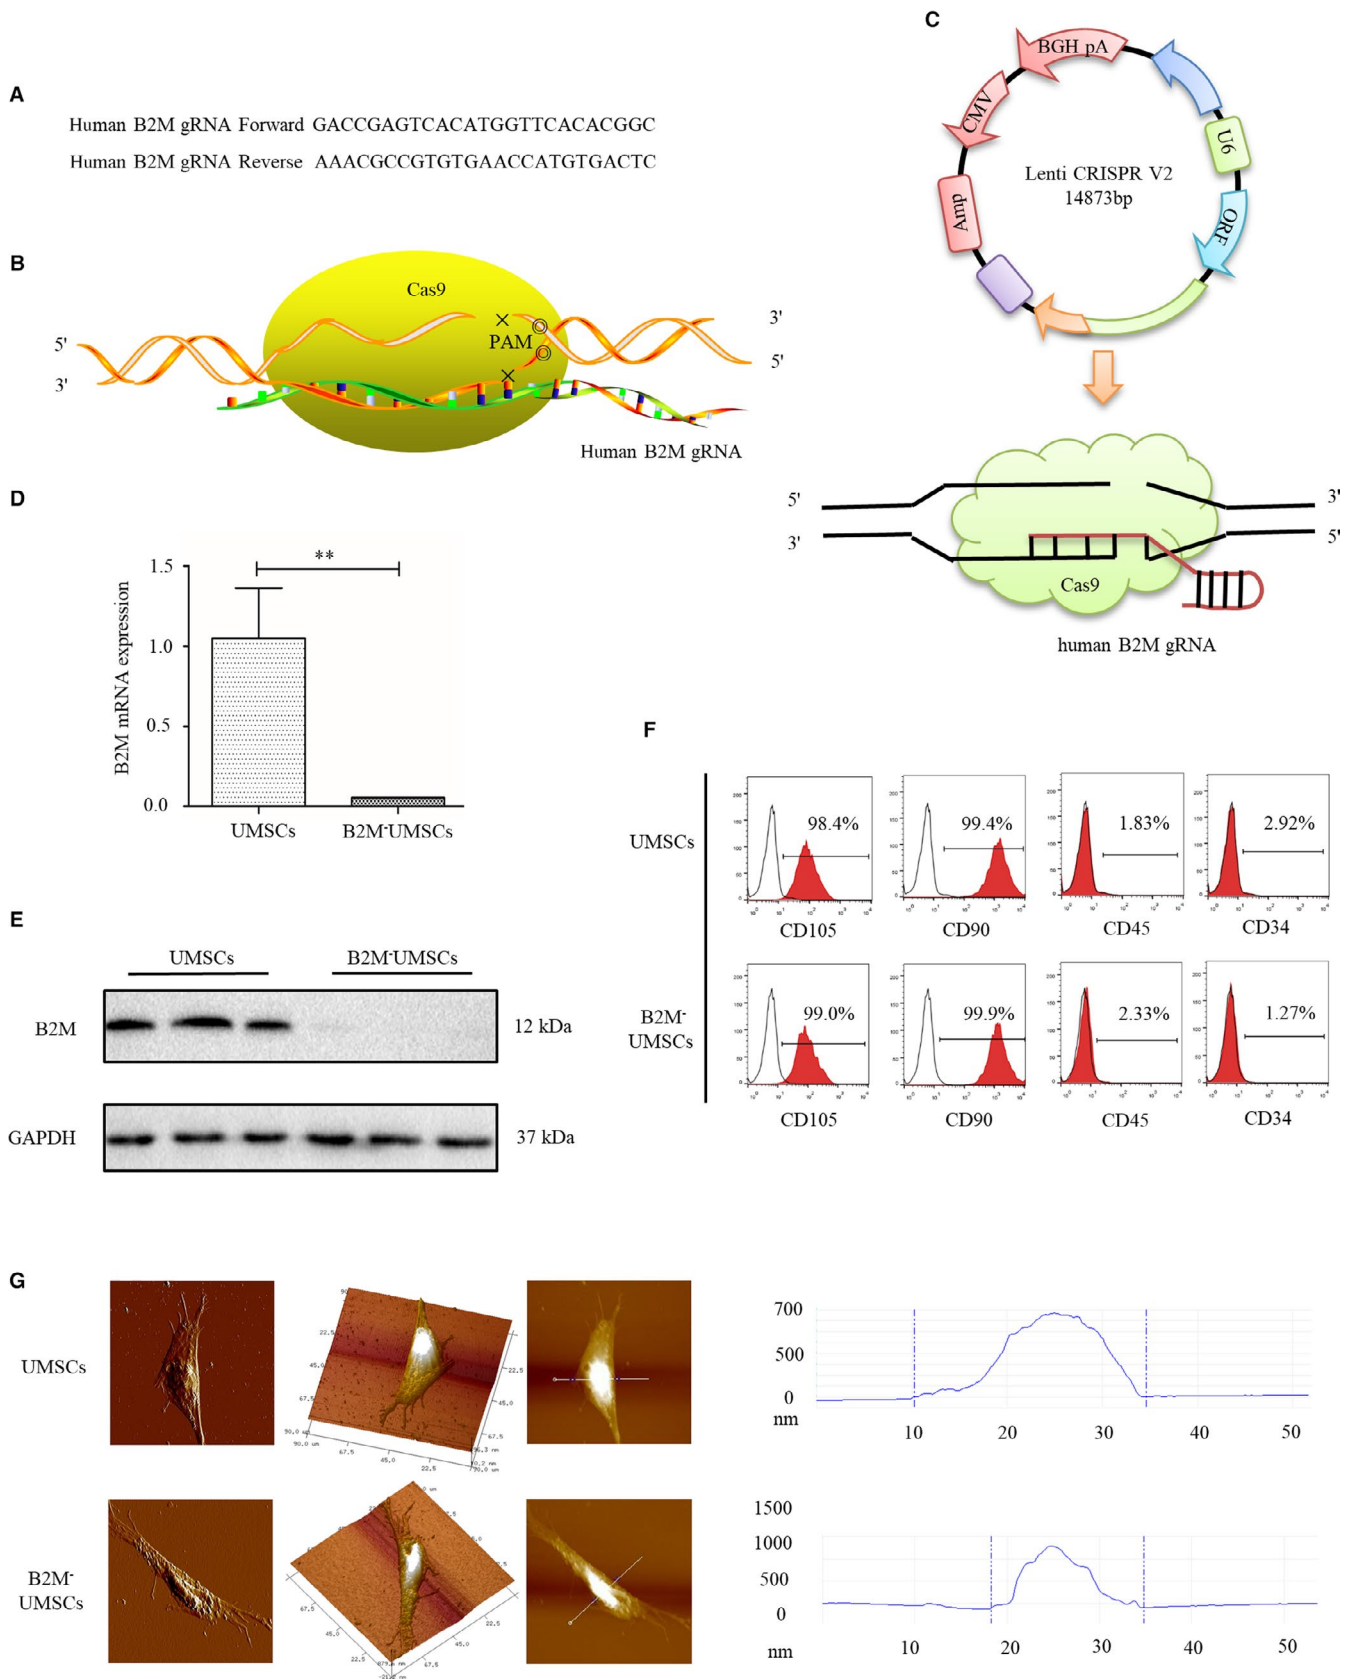 A
Human B2M gRNA Forward GACCGAGTCACATGGTTCACACGGC
Human B2M gRNA Reverse AAACGCCGTGTGAACCATGTGACTC
B
Cas9
PAM
5'
3'
3'
5'
Human B2M gRNA
C
BGH pA
CMV
U6
Lenti CRISPR V2
14873bp
Amp
ORF
5'
3'
3'
5'
Cas9
human B2M gRNA
D
**
B2M mRNA expression
1.5
1.0
0.5
0.0
UMSCs
B2M-UMSCs
E
UMSCs
B2M-UMSCs
B2M
12 kDa
GAPDH
37 kDa
F
UMSCs
98.4%
99.4%
1.83%
2.92%
CD105
CD90
CD45
CD34
B2M-
UMSCs
99.0%
99.9%
2.33%
1.27%
CD105
CD90
CD45
CD34
G
UMSCs
700
500
0
nm
10
20
30
40
50
B2M-
UMSCs
1500
1000
500
0
nm
10
20
30
40
50